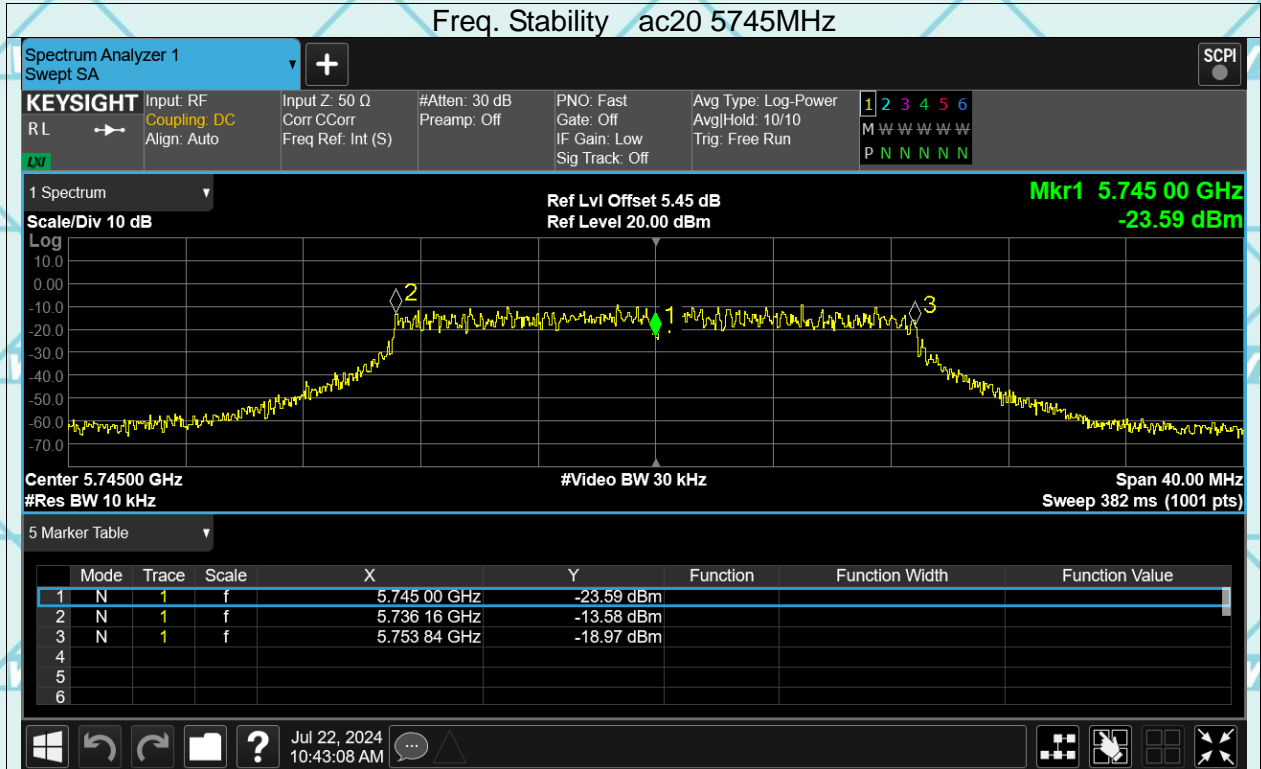 Freq. Stability ac20 5745MHz
Spectrum Analyzer 1
Swept SA
+
SCPI
KEYSIGHT
RL
LXI
Input: RF
Coupling: DC
Align: Auto
Input Z: 50 Ω
Corr CCorr
Freq Ref: Int (S)
#Atten: 30 dB
Preamp: Off
PNO: Fast
Gate: Off
IF Gain: Low
Sig Track: Off
Avg Type: Log-Power
Avg|Hold: 10/10
Trig: Free Run
1 2 3 4 5 6
M W W W W W W
P N N N N N N
1 Spectrum
Scale/Div 10 dB
Ref Lvl Offset 5.45 dB
Ref Level 20.00 dBm
Mkr1 5.745 00 GHz
-23.59 dBm
Log
10.0
0.00
-10.0
-20.0
-30.0
-40.0
-50.0
-60.0
-70.0
2
1
3
Center 5.74500 GHz
#Video BW 30 kHz
Span 40.00 MHz
#Res BW 10 kHz
Sweep 382 ms (1001 pts)
5 Marker Table
Mode Trace Scale X Y Function Function Width Function Value
1 N 1 f 5.745 00 GHz -23.59 dBm
2 N 1 f 5.736 16 GHz -13.58 dBm
3 N 1 f 5.753 84 GHz -18.97 dBm
4
5
6
?
Jul 22, 2024
10:43:08 AM